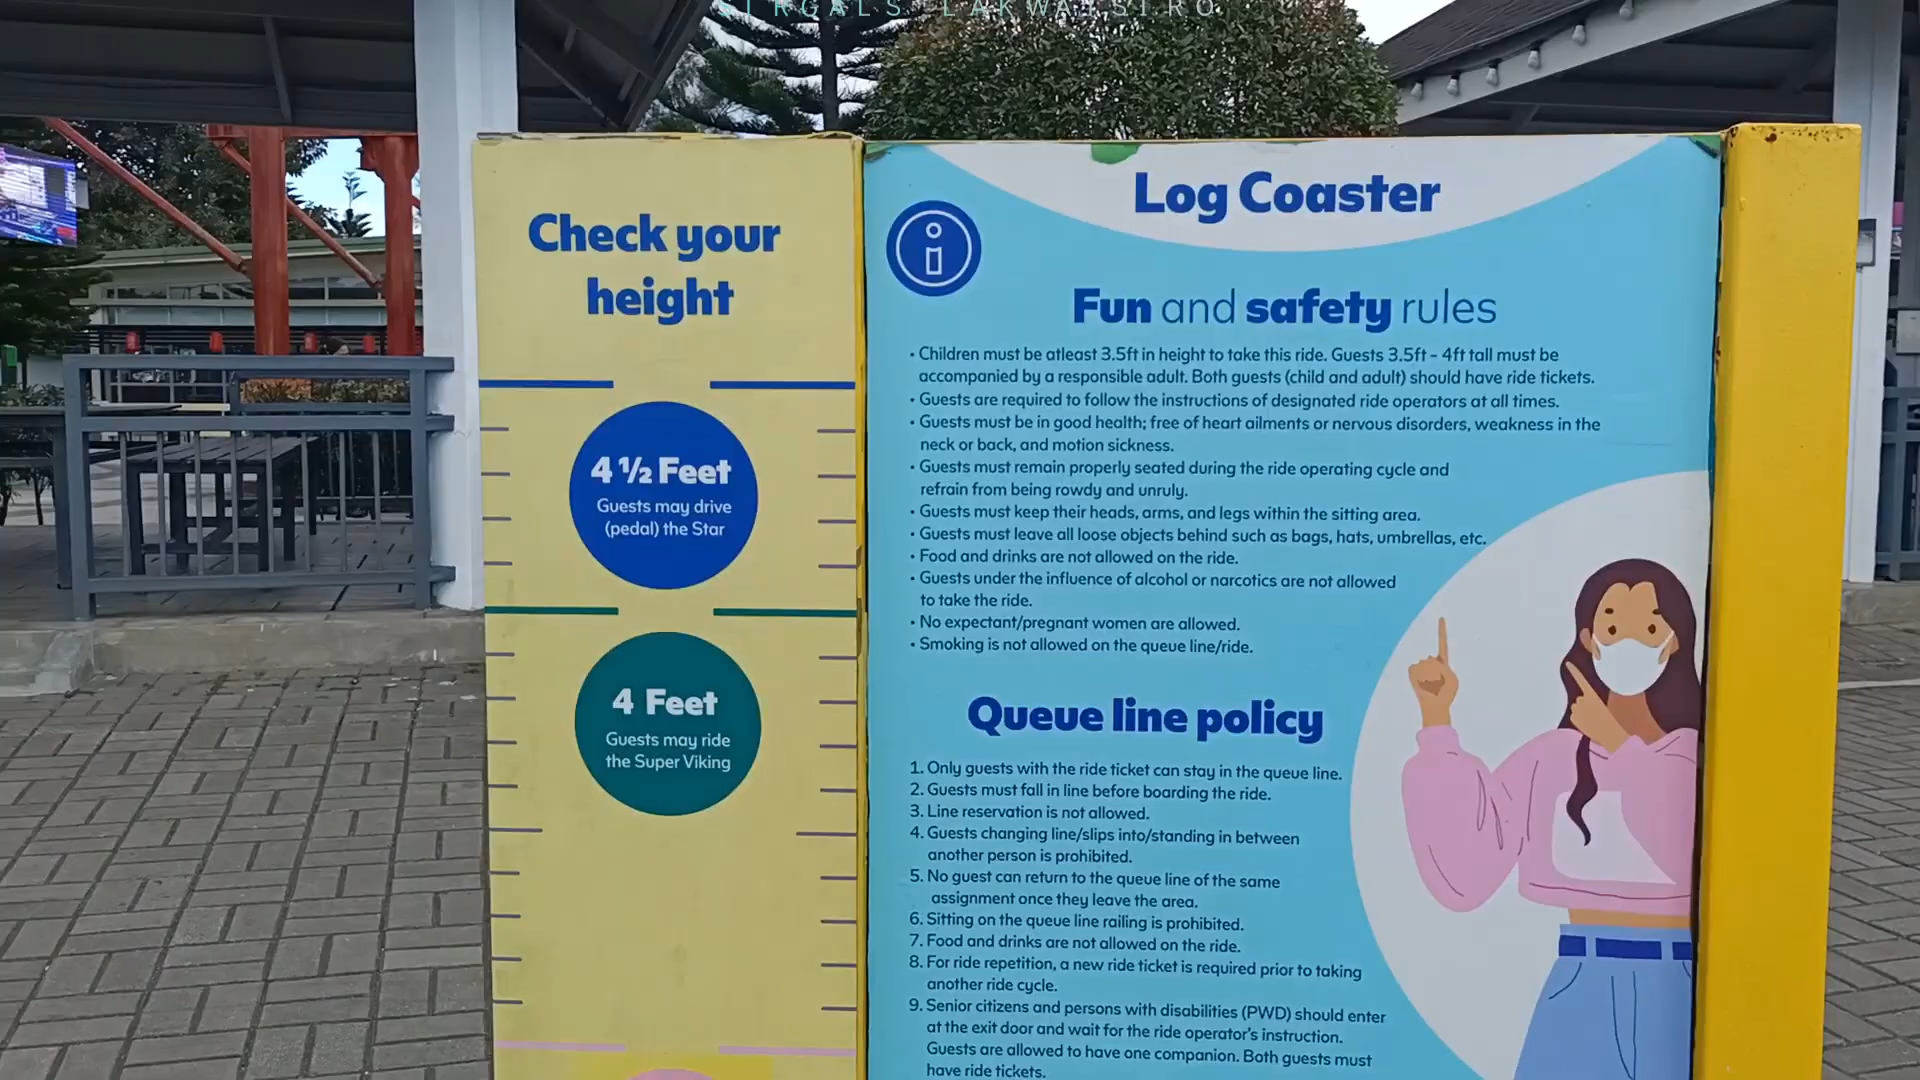 Check your
height
4 ½ Feet
Guests may drive
(pedal) the Star
4 Feet
Guests may ride
the Super Viking
Log Coaster
Fun and safety rules
• Children must be atleast 3.5ft in height to take this ride. Guests 3.5ft - 4ft tall must be
accompanied by a responsible adult. Both guests (child and adult) should have ride tickets.
• Guests are required to follow the instructions of designated ride operators at all times.
• Guests must be in good health; free of heart ailments or nervous disorders, weakness in the
neck or back, and motion sickness.
• Guests must remain properly seated during the ride operating cycle and
refrain from being rowdy and unruly.
• Guests must keep their heads, arms, and legs within the sitting area.
• Guests must leave all loose objects behind such as bags, hats, umbrellas, etc.
• Food and drinks are not allowed on the ride.
• Guests under the influence of alcohol or narcotics are not allowed
to take the ride.
• No expectant/pregnant women are allowed.
• Smoking is not allowed on the queue line/ride.
Queue line policy
1. Only guests with the ride ticket can stay in the queue line.
2. Guests must fall in line before boarding the ride.
3. Line reservation is not allowed.
4. Guests changing line/slips into/standing in between
another person is prohibited.
5. No guest can return to the queue line of the same
assignment once they leave the area.
6. Sitting on the queue line railing is prohibited.
7. Food and drinks are not allowed on the ride.
8. For ride repetition, a new ride ticket is required prior to taking
another ride cycle.
9. Senior citizens and persons with disabilities (PWD) should enter
at the exit door and wait for the ride operator's instruction.
Guests are allowed to have one companion. Both guests must
have ride tickets.